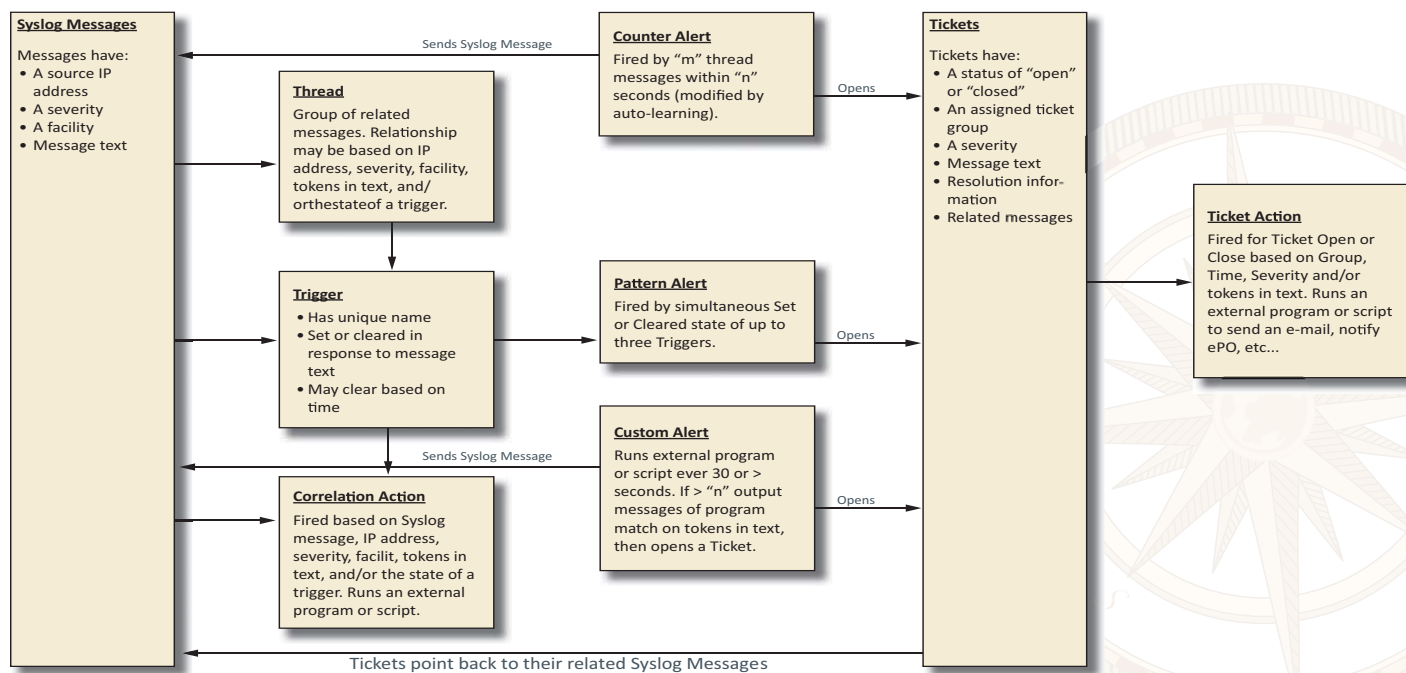 Syslog Messages
Messages have:
• A source IP
address
• A severity
• A facility
• Message text
Sends Syslog Message
Thread
Group of related
messages. Relationship
may be based on IP
address, severity, facility,
tokens in text, and/
orthestateof a trigger.
Trigger
• Has unique name
• Set or cleared in
response to message
text
• May clear based on
time
Sends Syslog Message
Correlation Action
Fired based on Syslog
message, IP address,
severity, facilit, tokens in
text, and/or the state of a
trigger. Runs an external
program or script.
Counter Alert
Fired by “m” thread
messages within “n”
seconds (modified by
auto-learning).
Opens
Pattern Alert
Fired by simultaneous Set
or Cleared state of up to
three Triggers.
Opens
Custom Alert
Runs external program
or script ever 30 or >
seconds. If > “n” output
messages of program
match on tokens in text,
then opens a Ticket.
Opens
Tickets
Tickets have:
• A status of “open”
or “closed”
• An assigned ticket
group
• A severity
• Message text
• Resolution infor-
mation
• Related messages
Ticket Action
Fired for Ticket Open or
Close based on Group,
Time, Severity and/or
tokens in text. Runs an
external program or script
to send an e-mail, notify
ePO, etc...
Tickets point back to their related Syslog Messages